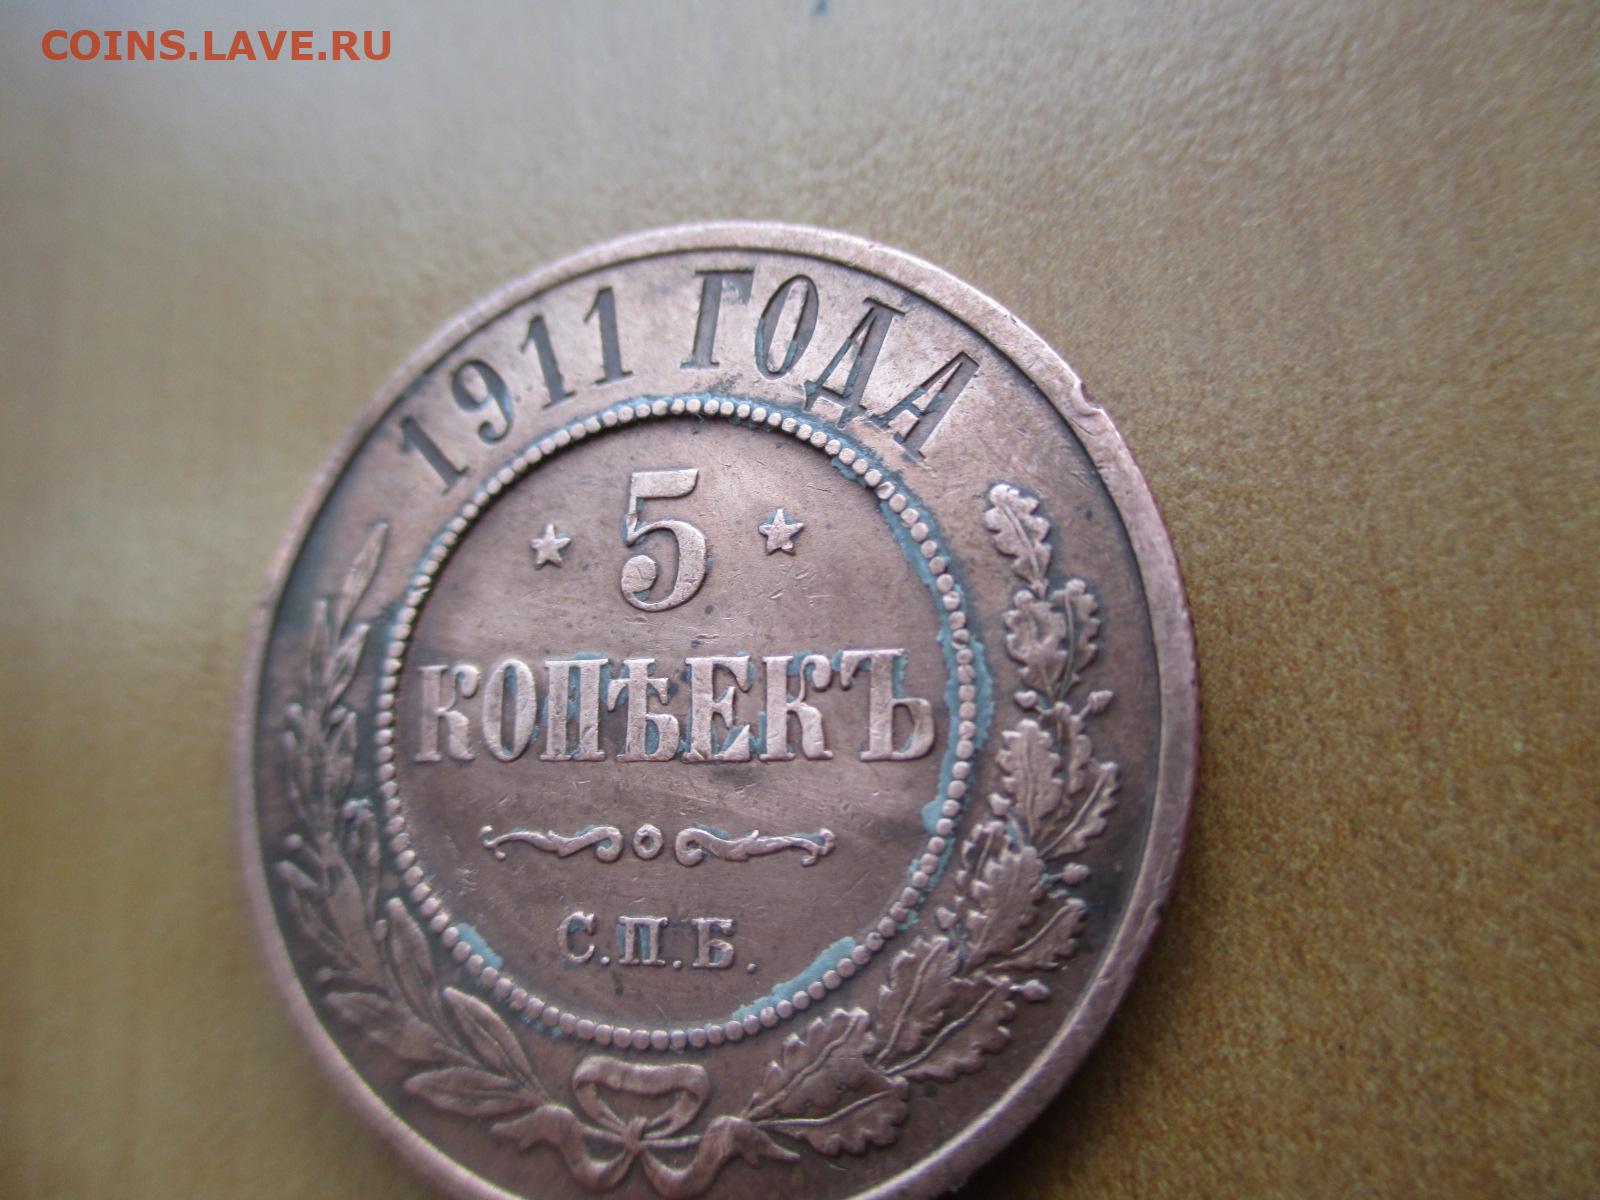 COINS.LAVE.RU
1911 ГОДА
★ 5 ★
КОПѢЕКЪ
С.П.Б.